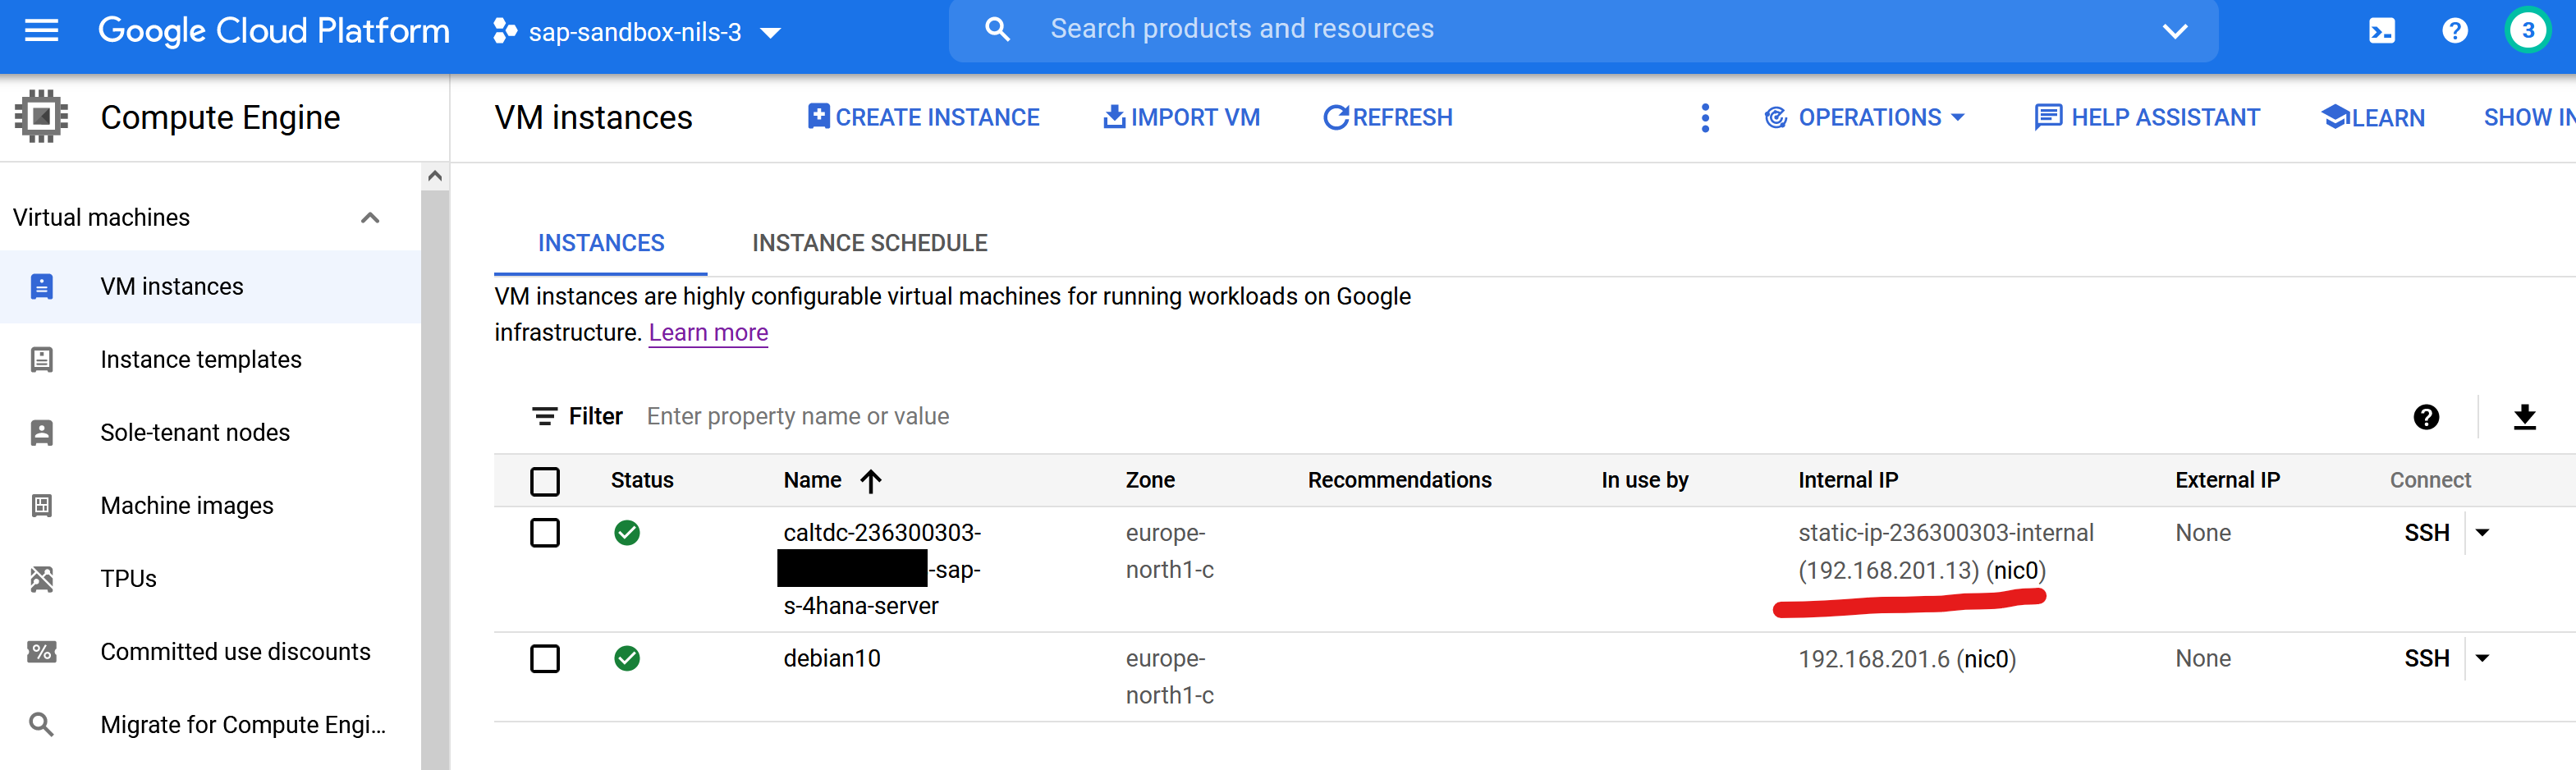 Google Cloud Platform sap-sandbox-nils-3 Search products and resources 3
Compute Engine
VM instances CREATE INSTANCE IMPORT VM REFRESH OPERATIONS HELP ASSISTANT LEARN SHOW IN
Virtual machines
VM instances
Instance templates
Sole-tenant nodes
Machine images
TPUs
Committed use discounts
Migrate for Compute Engi...
INSTANCES INSTANCE SCHEDULE
VM instances are highly configurable virtual machines for running workloads on Google
infrastructure. Learn more
Filter Enter property name or value
Status Name Zone Recommendations In use by Internal IP External IP Connect
caltdc-236300303- europe- static-ip-236300303-internal None SSH
-sap- north1-c (192.168.201.13) (nic0)
s-4hana-server
debian10 europe- 192.168.201.6 (nic0) None SSH
north1-c